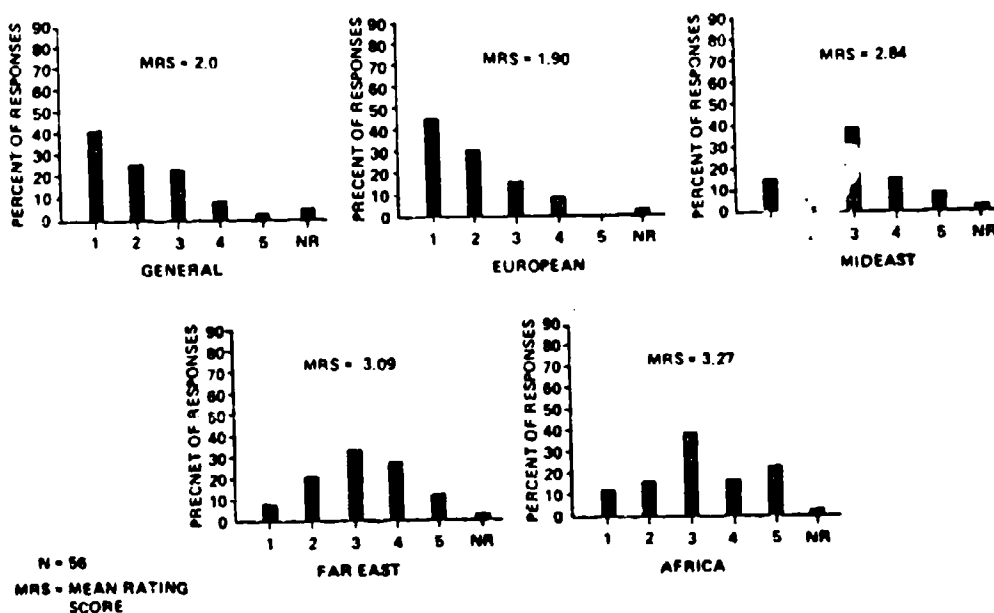 PERCENT OF RESPONSES
90
80
70
60
50
40
30
20
10
0
MRS = 2.0
1 2 3 4 5 NR
GENERAL
PRECENT OF RESPONSES
90
80
70
60
50
40
30
20
10
0
MRS = 1.90
1 2 3 4 5 NR
EUROPEAN
PERCENT OF RESPONSES
90
80
70
60
50
40
30
20
10
0
MRS = 2.84
3 4 5 NR
MIDEAST
PRECNET OF RESPONSES
90
80
70
60
50
40
30
20
10
0
MRS = 3.09
1 2 3 4 5 NR
FAR EAST
PERCENT OF RESPONSES
90
80
70
60
50
40
30
20
10
0
MRS = 3.27
1 2 3 4 5 NR
AFRICA
N = 56
MRS = MEAN RATING
SCORE